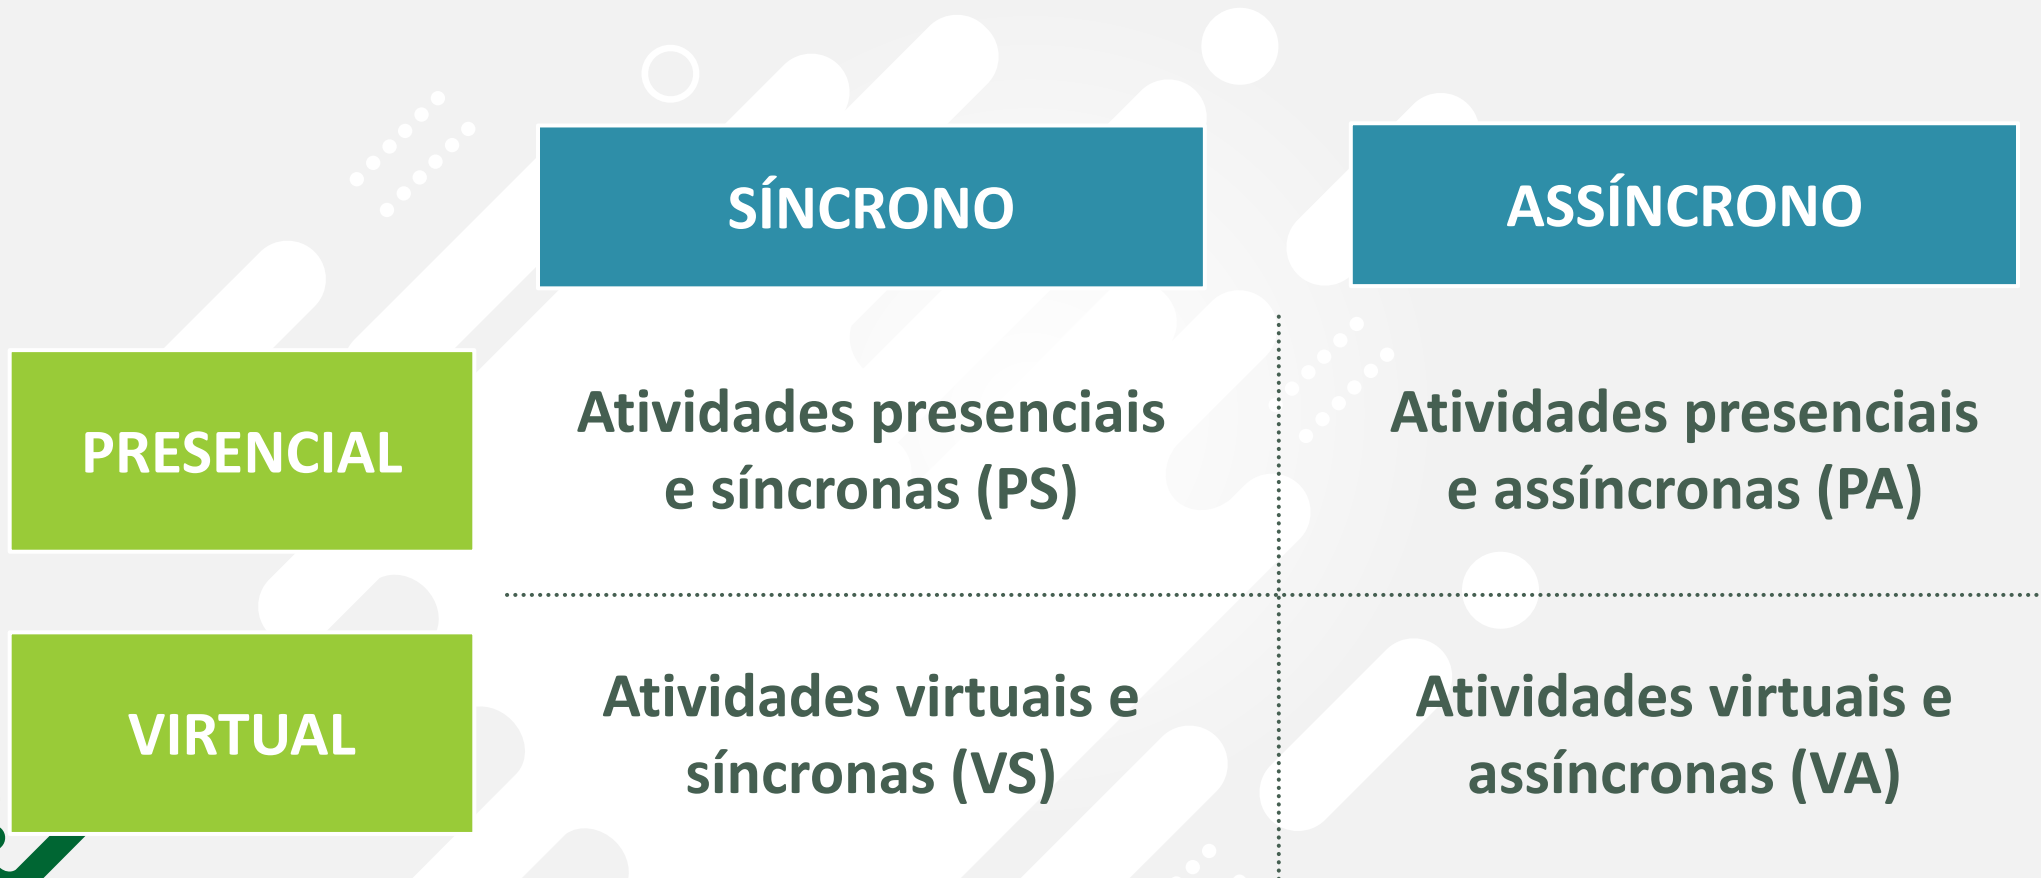 SÍNCRONO
ASSÍNCRONO
PRESENCIAL
Atividades presenciais
e síncronas (PS)
Atividades presenciais
e assíncronas (PA)
VIRTUAL
Atividades virtuais e
síncronas (VS)
Atividades virtuais e
assíncronas (VA)